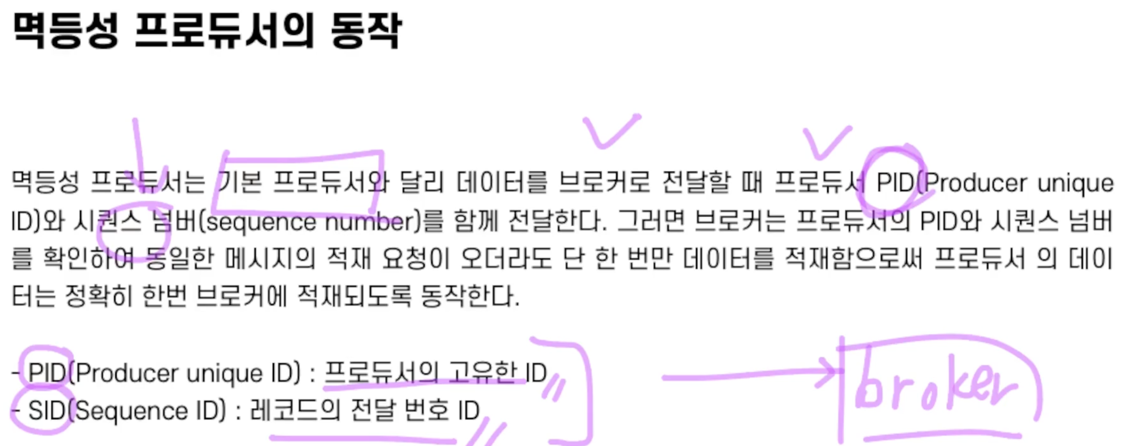 멱등성 프로듀서의 동작
멱등성 프로듀서는 기본 프로듀서와 달리 데이터를 브로커로 전달할 때 프로듀서 PID(Producer unique
ID)와 시퀀스 넘버(sequence number)를 함께 전달한다. 그러면 브로커는 프로듀서의 PID와 시퀀스 넘버
를 확인하여 동일한 메시지의 적재 요청이 오더라도 단 한 번만 데이터를 적재함으로써 프로듀서 의 데이
터는 정확히 한번 브로커에 적재되도록 동작한다.
- PID(Producer unique ID) : 프로듀서의 고유한 ID
- SID(Sequence ID) : 레코드의 전달 번호 ID
broker